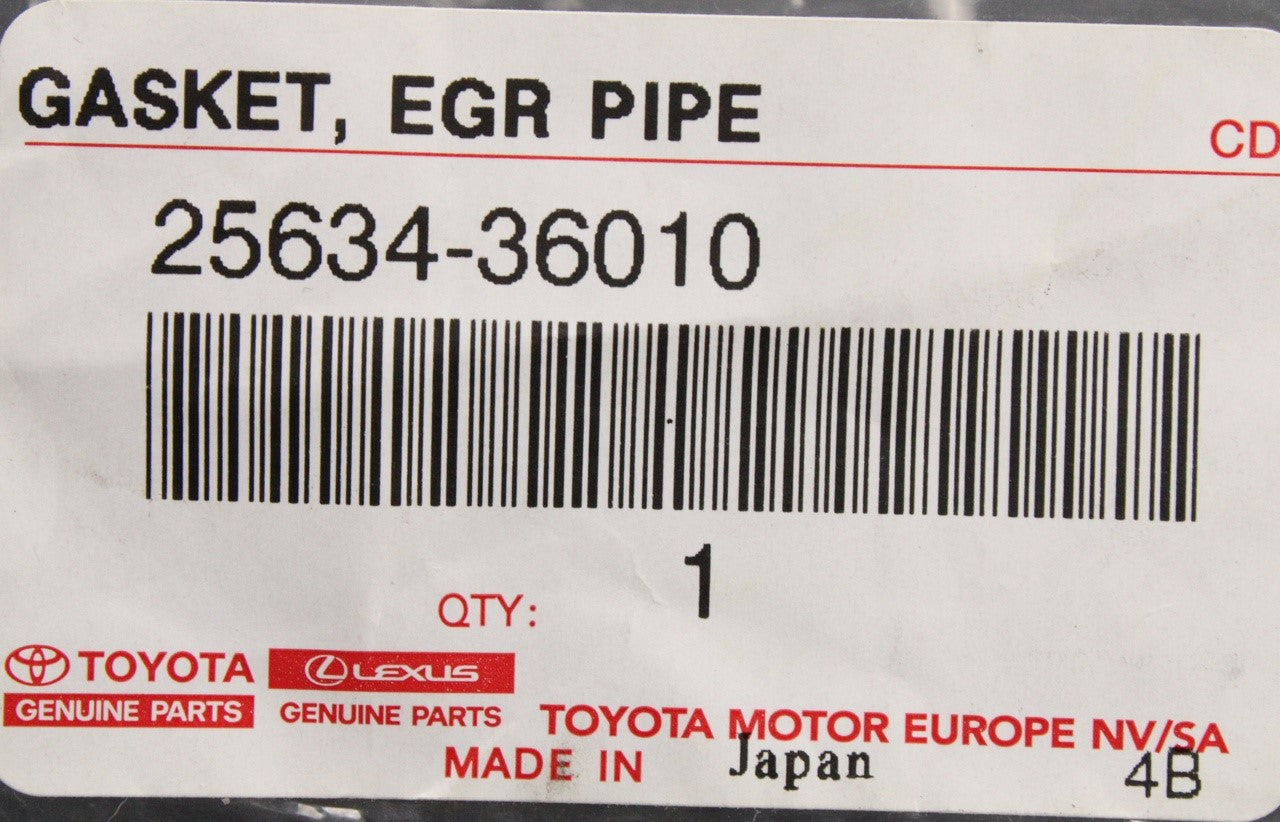 GASKET, EGR PIPE
CD
25634-36010
1
QTY:
TOYOTA LEXUS
GENUINE PARTS GENUINE PARTS TOYOTA MOTOR EUROPE NV/SA
MADE IN Japan 4B